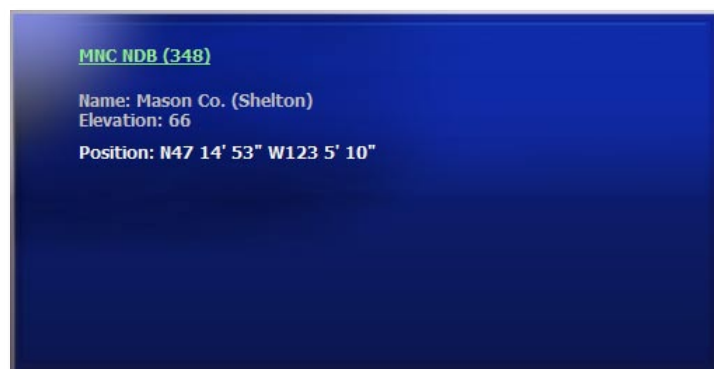 MNC NDB (348)
Name: Mason Co. (Shelton)
Elevation: 66
Position: N47 14' 53" W123 5' 10"